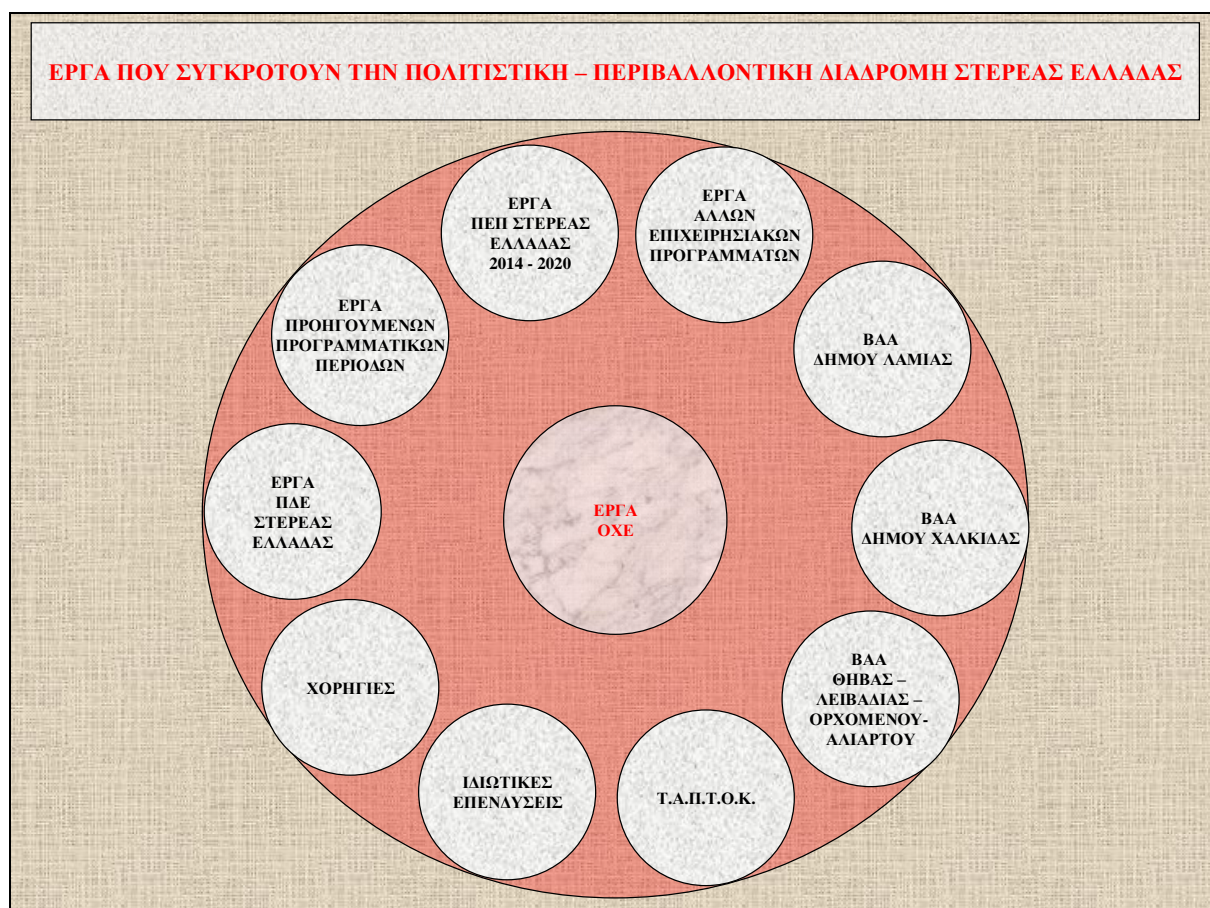 ΕΡΓΑ ΠΟΥ ΣΥΓΚΡΟΤΟΥΝ ΤΗΝ ΠΟΛΙΤΙΣΤΙΚΗ – ΠΕΡΙΒΑΛΛΟΝΤΙΚΗ ΔΙΑΔΡΟΜΗ ΣΤΕΡΕΑΣ ΕΛΛΑΔΑΣ
ΕΡΓΑ
ΠΕΠ ΣΤΕΡΕΑΣ
ΕΛΛΑΔΑΣ
2014 - 2020
ΕΡΓΑ
ΑΛΛΩΝ
ΕΠΙΧΕΙΡΗΣΙΑΚΩΝ
ΠΡΟΓΡΑΜΜΑΤΩΝ
ΒΑΑ
ΔΗΜΟΥ ΛΑΜΙΑΣ
ΒΑΑ
ΔΗΜΟΥ ΧΑΛΚΙΔΑΣ
ΒΑΑ
ΘΗΒΑΣ –
ΛΕΙΒΑΔΙΑΣ –
ΟΡΧΟΜΕΝΟΥ-
ΑΛΙΑΡΤΟΥ
Τ.Α.Π.Τ.Ο.Κ.
ΙΔΙΩΤΙΚΕΣ
ΕΠΕΝΔΥΣΕΙΣ
ΧΟΡΗΓΙΕΣ
ΕΡΓΑ
ΠΔΕ
ΣΤΕΡΕΑΣ
ΕΛΛΑΔΑΣ
ΕΡΓΑ
ΠΡΟΗΓΟΥΜΕΝΩΝ
ΠΡΟΓΡΑΜΜΑΤΙΚΩΝ
ΠΕΡΙΟΔΩΝ
ΕΡΓΑ
ΟΧΕ